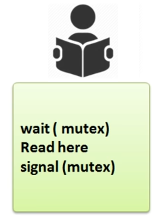 wait ( mutex)
Read here
signal (mutex)